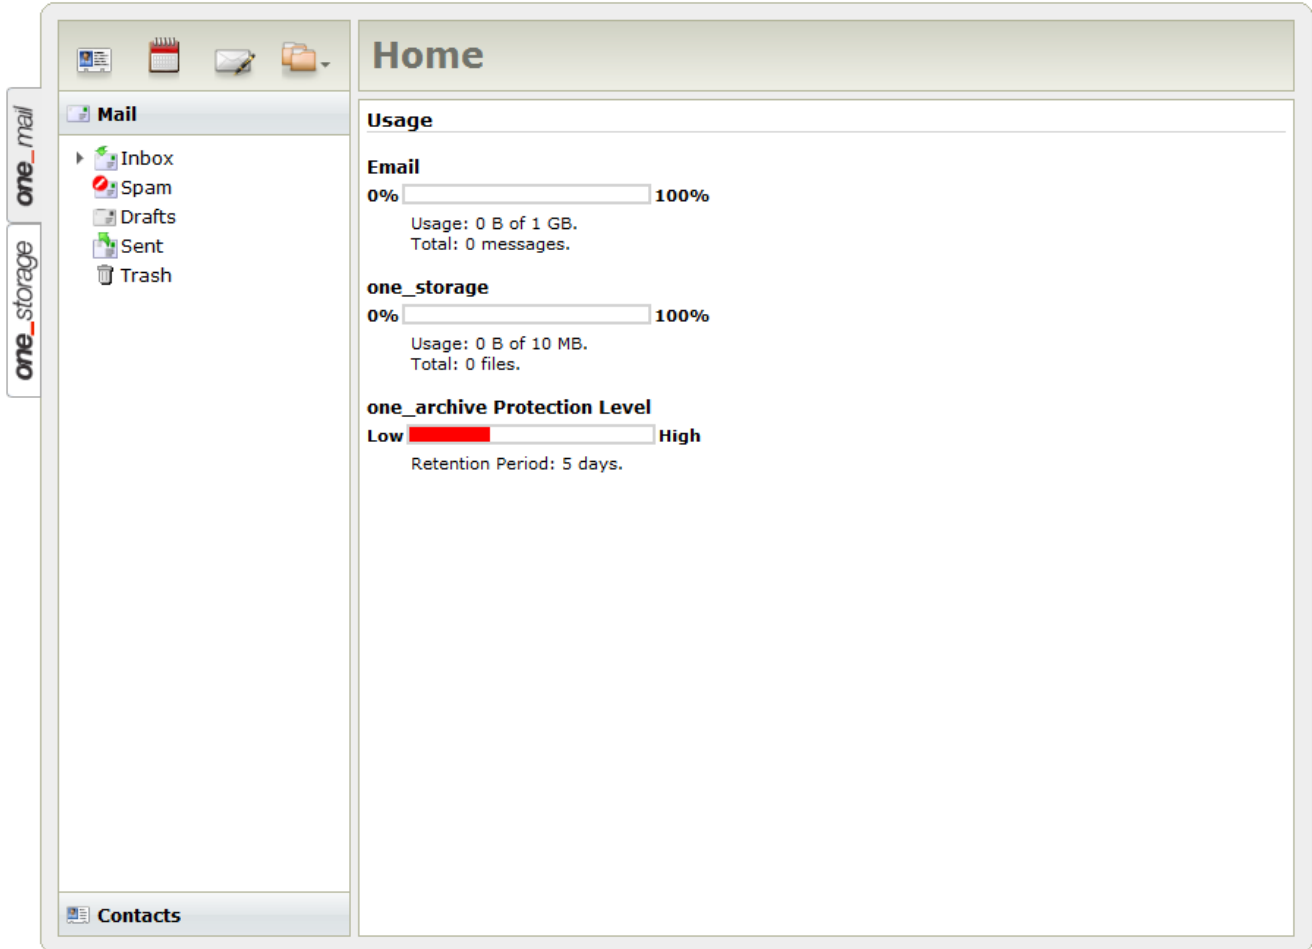 one_mail
one_storage
Mail
Inbox
Spam
Drafts
Sent
Trash
Contacts
Home
Usage
Email
0% 100%
Usage: 0 B of 1 GB.
Total: 0 messages.
one_storage
0% 100%
Usage: 0 B of 10 MB.
Total: 0 files.
one_archive Protection Level
Low High
Retention Period: 5 days.